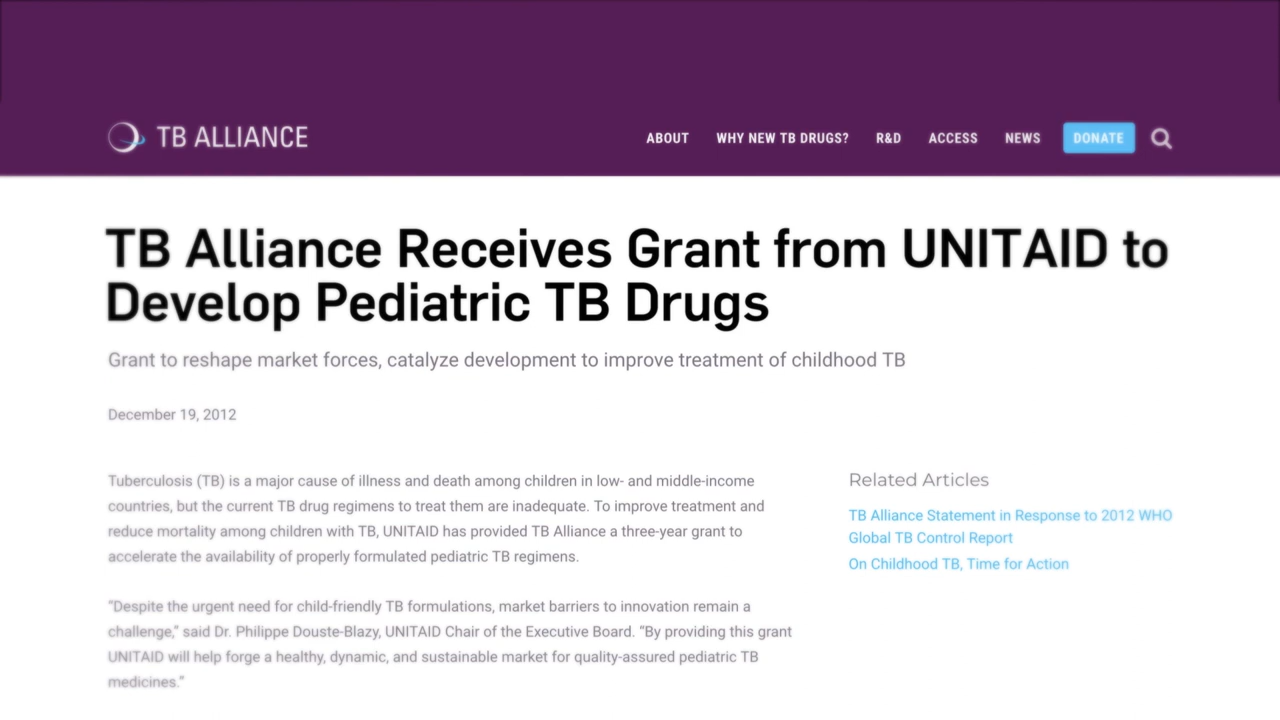 TB ALLIANCE
ABOUT WHY NEW TB DRUGS? R&D ACCESS NEWS DONATE
TB Alliance Receives Grant from UNITAID to
Develop Pediatric TB Drugs
Grant to reshape market forces, catalyze development to improve treatment of childhood TB
December 19, 2012
Tuberculosis (TB) is a major cause of illness and death among children in low- and middle-income
countries, but the current TB drug regimens to treat them are inadequate. To improve treatment and
reduce mortality among children with TB, UNITAID has provided TB Alliance a three-year grant to
accelerate the availability of properly formulated pediatric TB regimens.
“Despite the urgent need for child-friendly TB formulations, market barriers to innovation remain a
challenge,” said Dr. Philippe Douste-Blazy, UNITAID Chair of the Executive Board. “By providing this grant
UNITAID will help forge a healthy, dynamic, and sustainable market for quality-assured pediatric TB
medicines.”
Related Articles
TB Alliance Statement in Response to 2012 WHO
Global TB Control Report
On Childhood TB, Time for Action